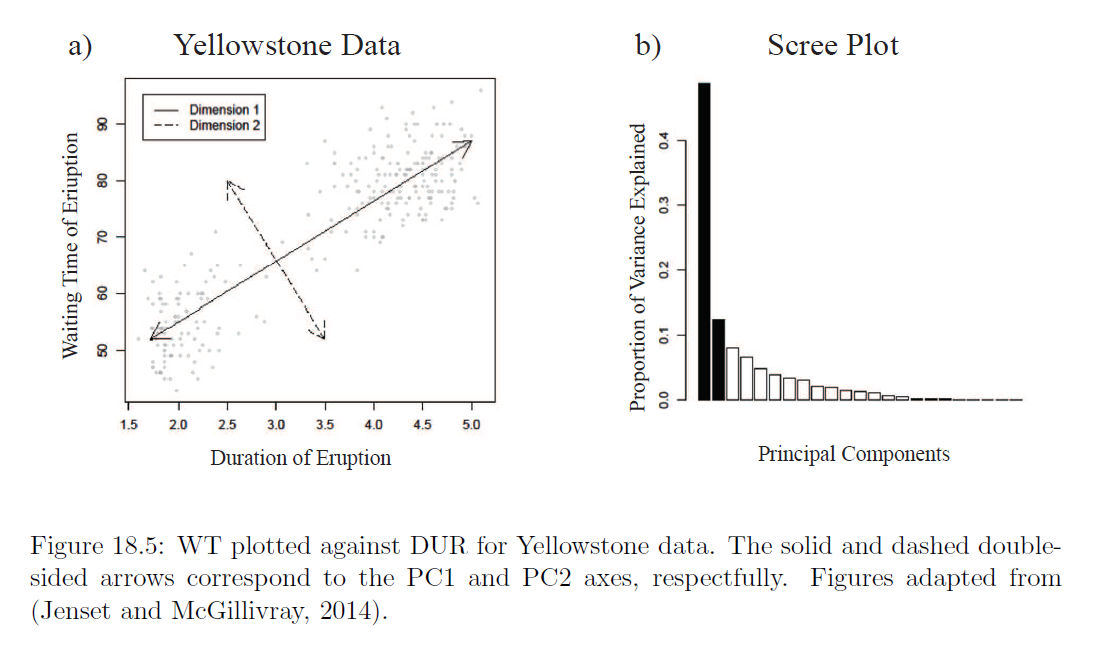 a) Yellowstone Data
Dimension 1
Dimension 2
Waiting Time of Eriuption
90
80
70
60
50
1.5 2.0 2.5 3.0 3.5 4.0 4.5 5.0
Duration of Eruption
b) Scree Plot
Proportion of Variance Explained
0.4
0.3
0.2
0.1
0.0
Principal Components
Figure 18.5: WT plotted against DUR for Yellowstone data. The solid and dashed double-
sided arrows correspond to the PC1 and PC2 axes, respectfully. Figures adapted from
(Jenset and McGillivray, 2014).